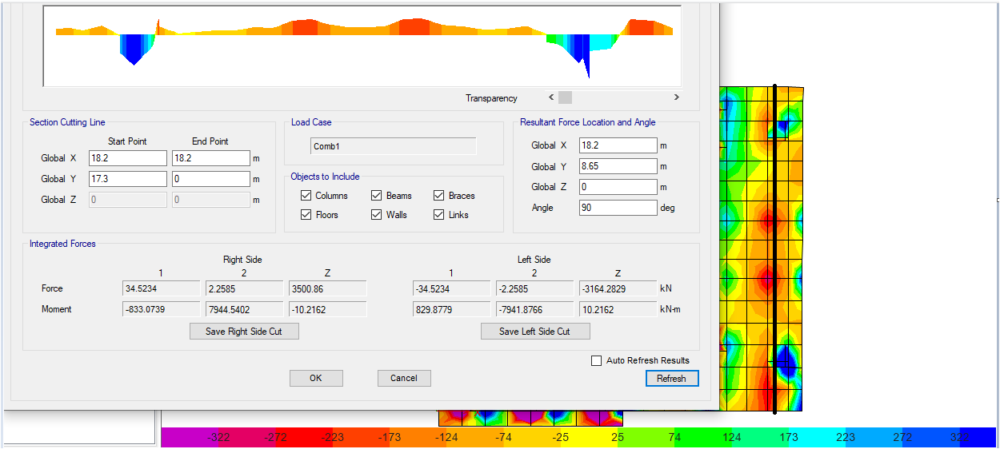 Transparency < >
Section Cutting Line
Start Point End Point
Global X 18.2 18.2 m
Global Y 17.3 0 m
Global Z 0 0 m
Load Case
Comb1
Objects to Include
Columns Beams Braces
Floors Walls Links
Resultant Force Location and Angle
Global X 18.2 m
Global Y 8.65 m
Global Z 0 m
Angle 90 deg
Integrated Forces
Right Side Left Side
1 2 Z 1 2 Z
Force 34.5234 2.2585 3500.86 -34.5234 -2.2585 -3164.2829 kN
Moment -833.0739 7944.5402 -10.2162 829.8779 -7941.8766 10.2162 kN-m
Save Right Side Cut Save Left Side Cut
Auto Refresh Results
OK Cancel Refresh
-322 -272 -223 -173 -124 -74 -25 25 74 124 173 223 272